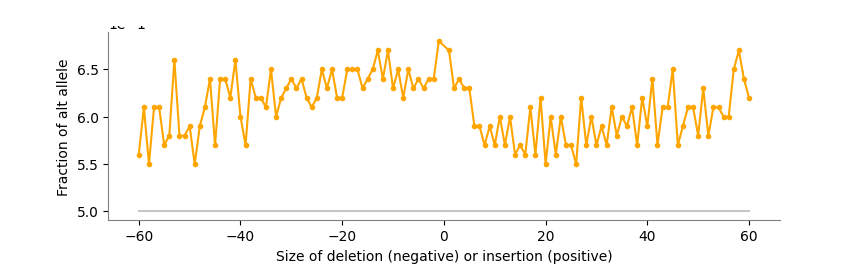 6.5
6.0
5.5
5.0
Fraction of alt allele
−60 −40 −20 0 20 40 60
Size of deletion (negative) or insertion (positive)